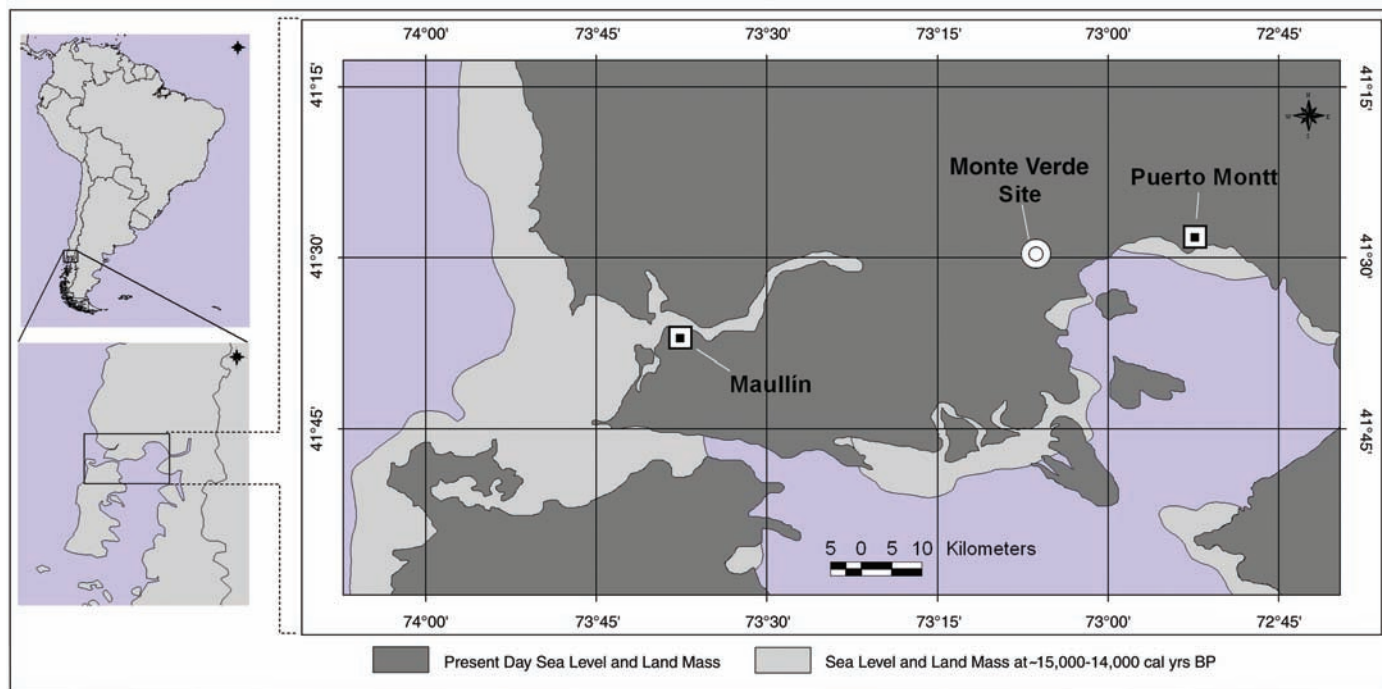 74°00' 73°45' 73°30' 73°15' 73°00' 72°45'
41°15' 41°15'
Monte Verde
Site
Puerto Montt
41°30' 41°30'
Maullín
41°45' 41°45'
5 0 5 10 Kilometers
74°00' 73°45' 73°30' 73°15' 73°00' 72°45'
Present Day Sea Level and Land Mass
Sea Level and Land Mass at ~15,000-14,000 cal yrs BP